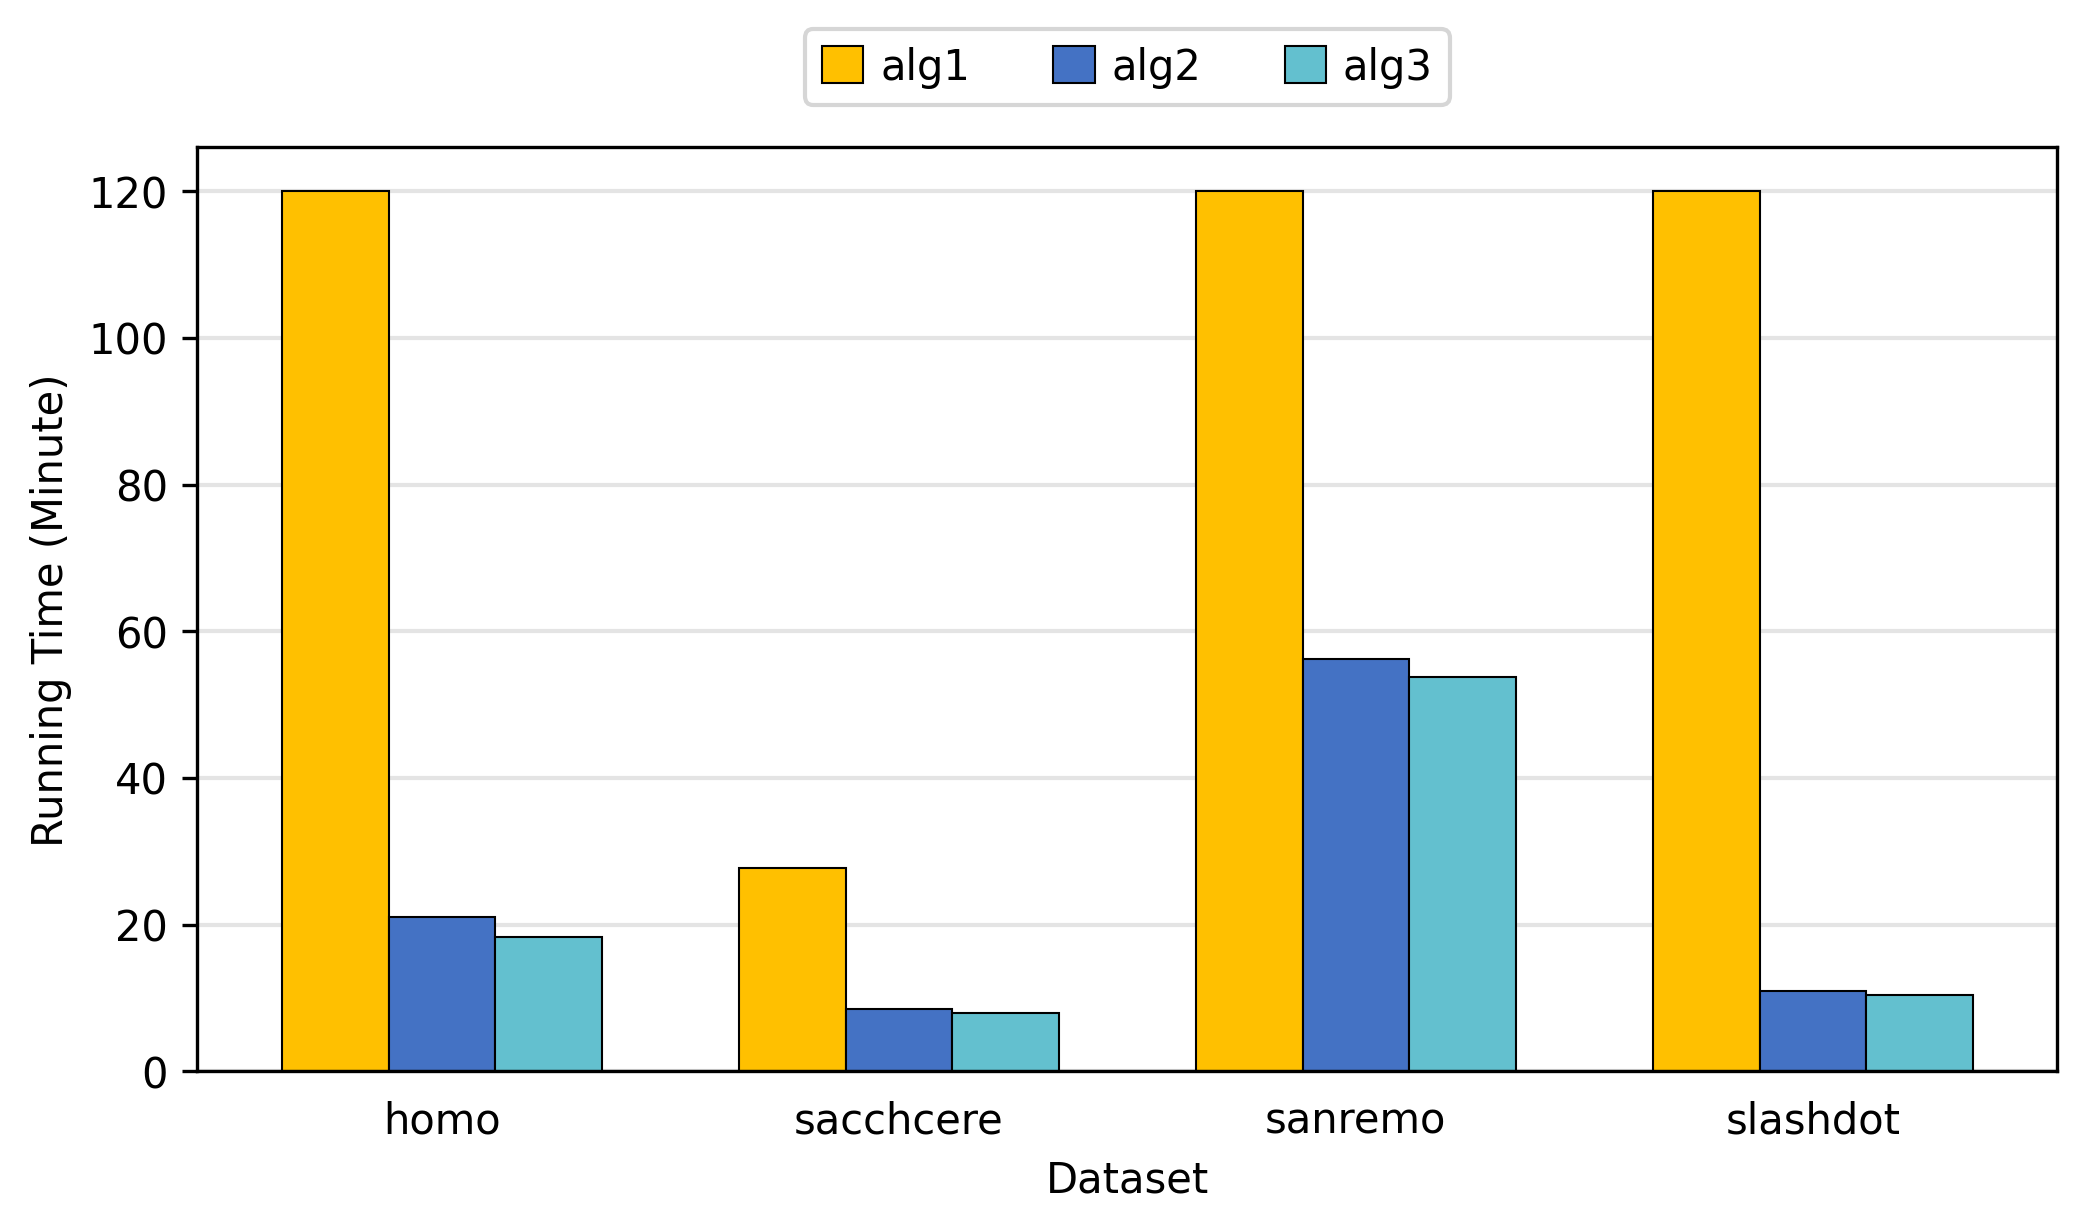 alg1 alg2 alg3
Running Time (Minute)
120
100
80
60
40
20
0
homo sacchcere sanremo slashdot
Dataset